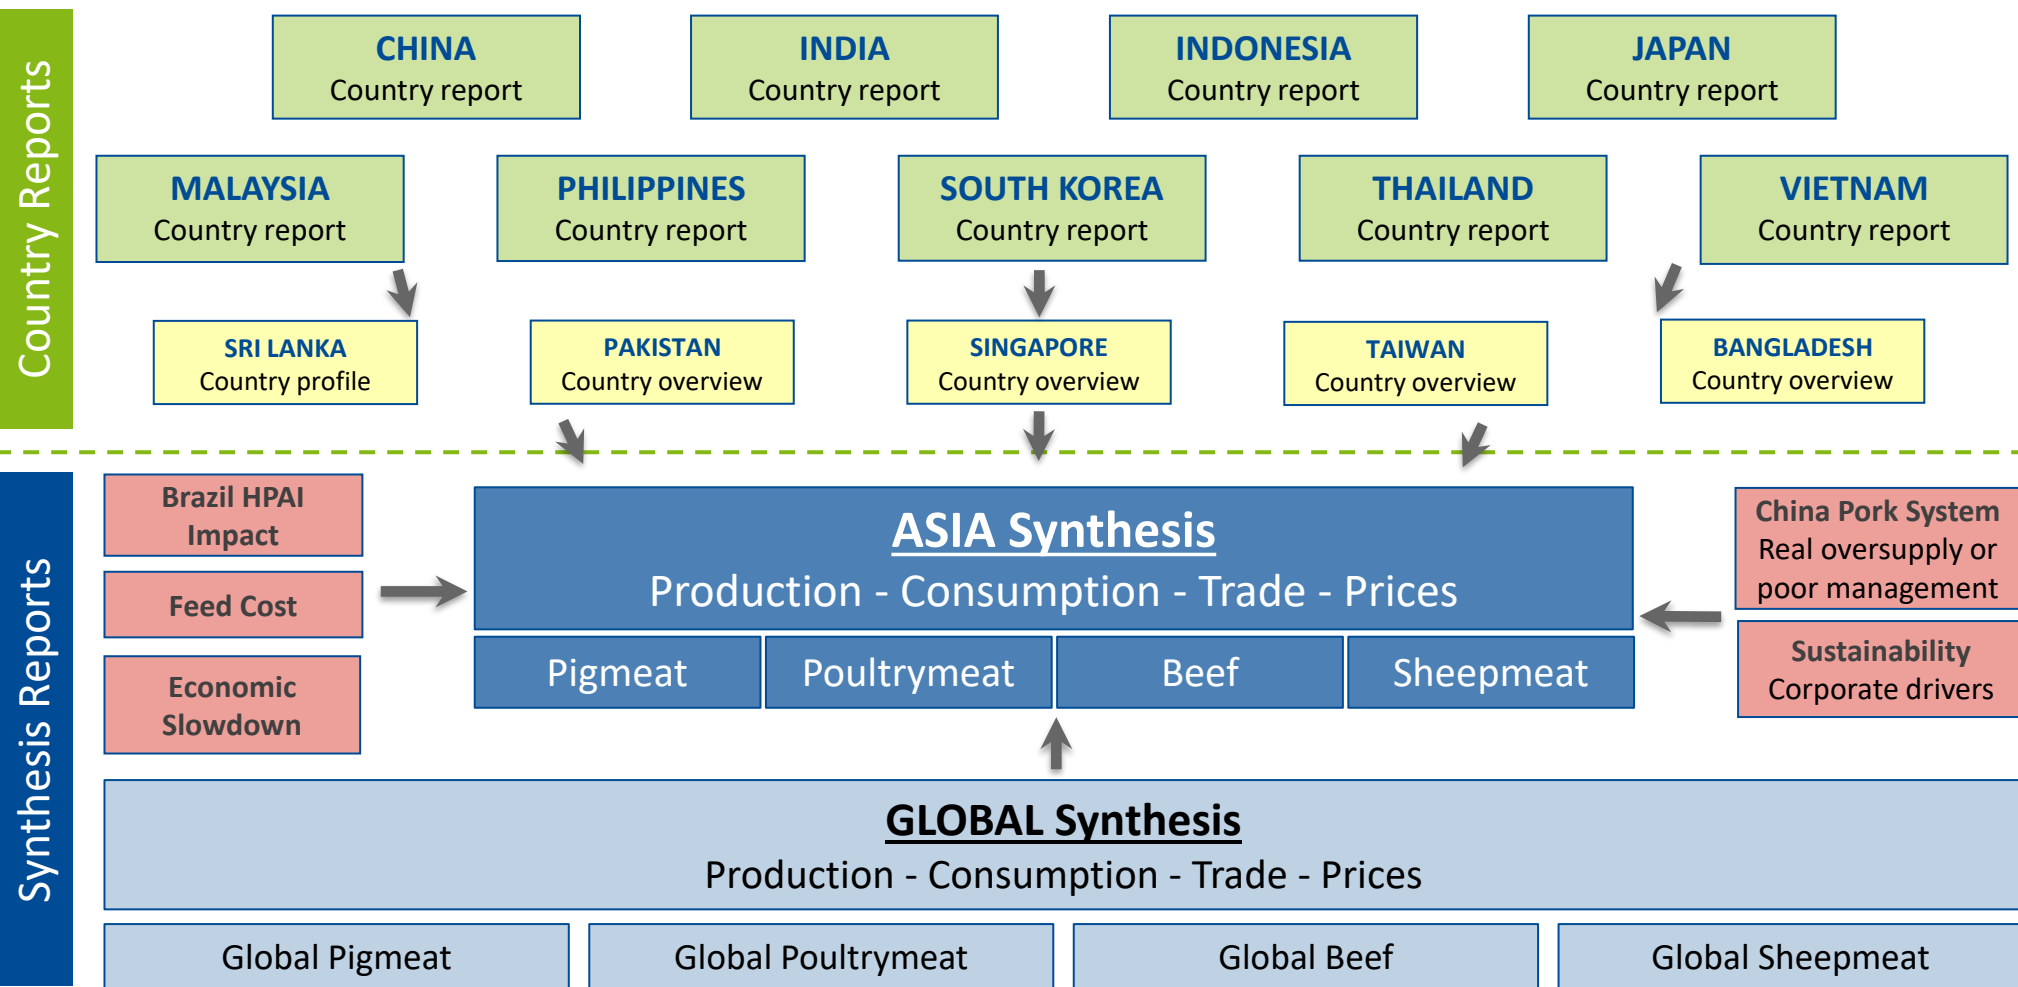 Country Reports
CHINA
Country report
INDIA
Country report
INDONESIA
Country report
JAPAN
Country report
MALAYSIA
Country report
PHILIPPINES
Country report
SOUTH KOREA
Country report
THAILAND
Country report
VIETNAM
Country report
SRI LANKA
Country profile
PAKISTAN
Country overview
SINGAPORE
Country overview
TAIWAN
Country overview
BANGLADESH
Country overview
Synthesis Reports
Brazil HPAI
Impact
Feed Cost
Economic
Slowdown
ASIA Synthesis
Production - Consumption - Trade - Prices
Pigmeat
Poultrymeat
Beef
Sheepmeat
China Pork System
Real oversupply or
poor management
Sustainability
Corporate drivers
GLOBAL Synthesis
Production - Consumption - Trade - Prices
Global Pigmeat
Global Poultrymeat
Global Beef
Global Sheepmeat